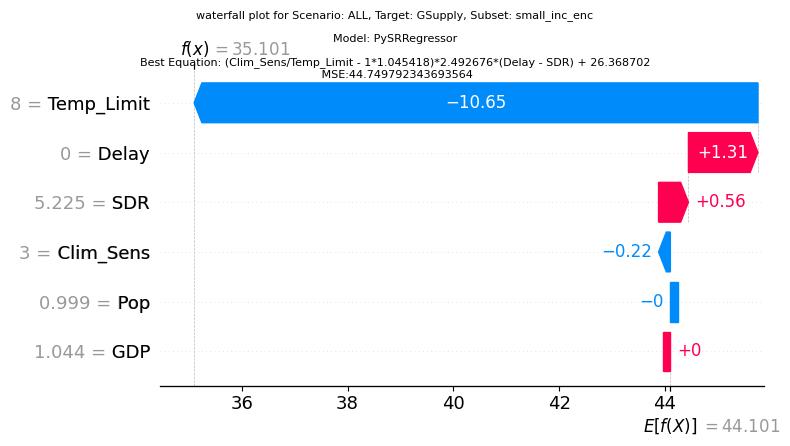 waterfall plot for Scenario: ALL, Target: GSupply, Subset: small_inc_enc
Model: PySRRegressor
f(x) = 35.101
Best Equation: (Clim_Sens/Temp_Limit - 1*1.045418)*2.492676*(Delay - SDR) + 26.368702
MSE:44.749792343693564
8 = Temp_Limit −10.65
0 = Delay +1.31
5.225 = SDR +0.56
3 = Clim_Sens −0.22
0.999 = Pop −0
1.044 = GDP +0
36 38 40 42 44
E[f(X)] = 44.101